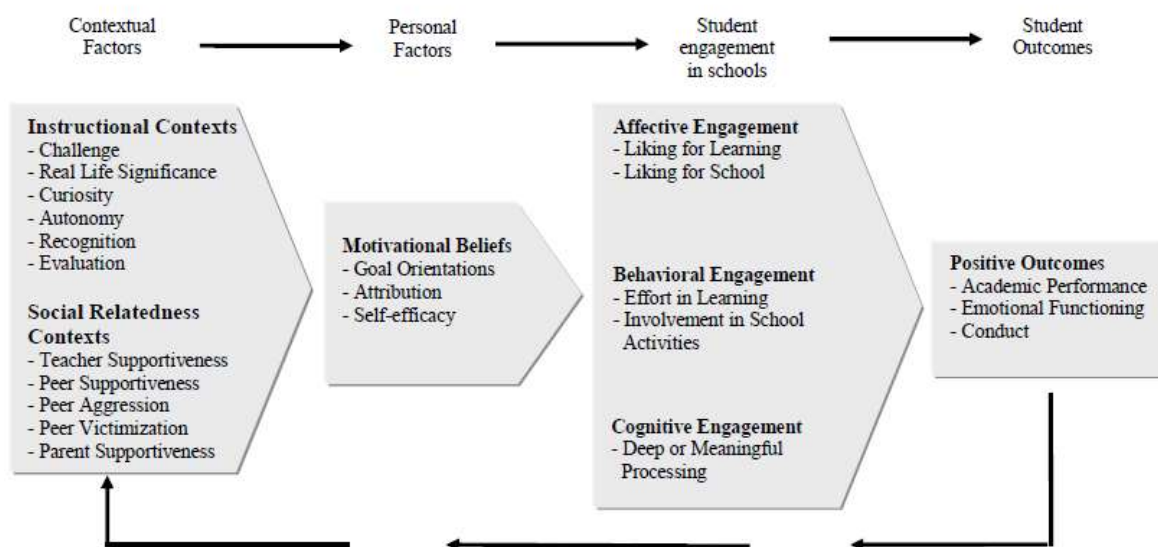 Contextual
Factors
Personal
Factors
Student
engagement
in schools
Student
Outcomes
Instructional Contexts
- Challenge
- Real Life Significance
- Curiosity
- Autonomy
- Recognition
- Evaluation
Social Relatedness
Contexts
- Teacher Supportiveness
- Peer Supportiveness
- Peer Aggression
- Peer Victimization
- Parent Supportiveness
Motivational Beliefs
- Goal Orientations
- Attribution
- Self-efficacy
Affective Engagement
- Liking for Learning
- Liking for School
Behavioral Engagement
- Effort in Learning
- Involvement in School
Activities
Cognitive Engagement
- Deep or Meaningful
Processing
Positive Outcomes
- Academic Performance
- Emotional Functioning
- Conduct